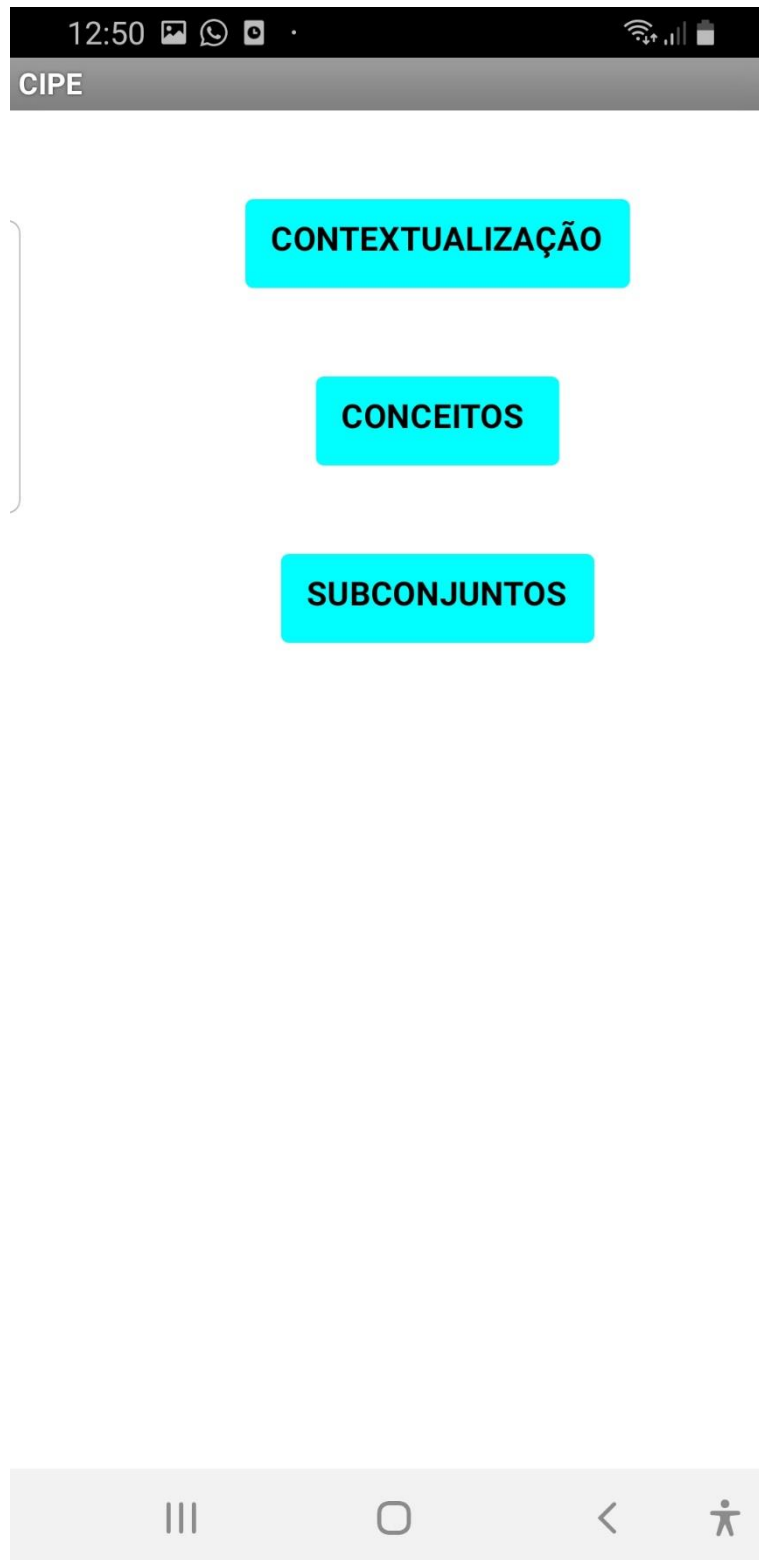 12:50
CIPE
CONTEXTUALIZAÇÃO
CONCEITOS
SUBCONJUNTOS